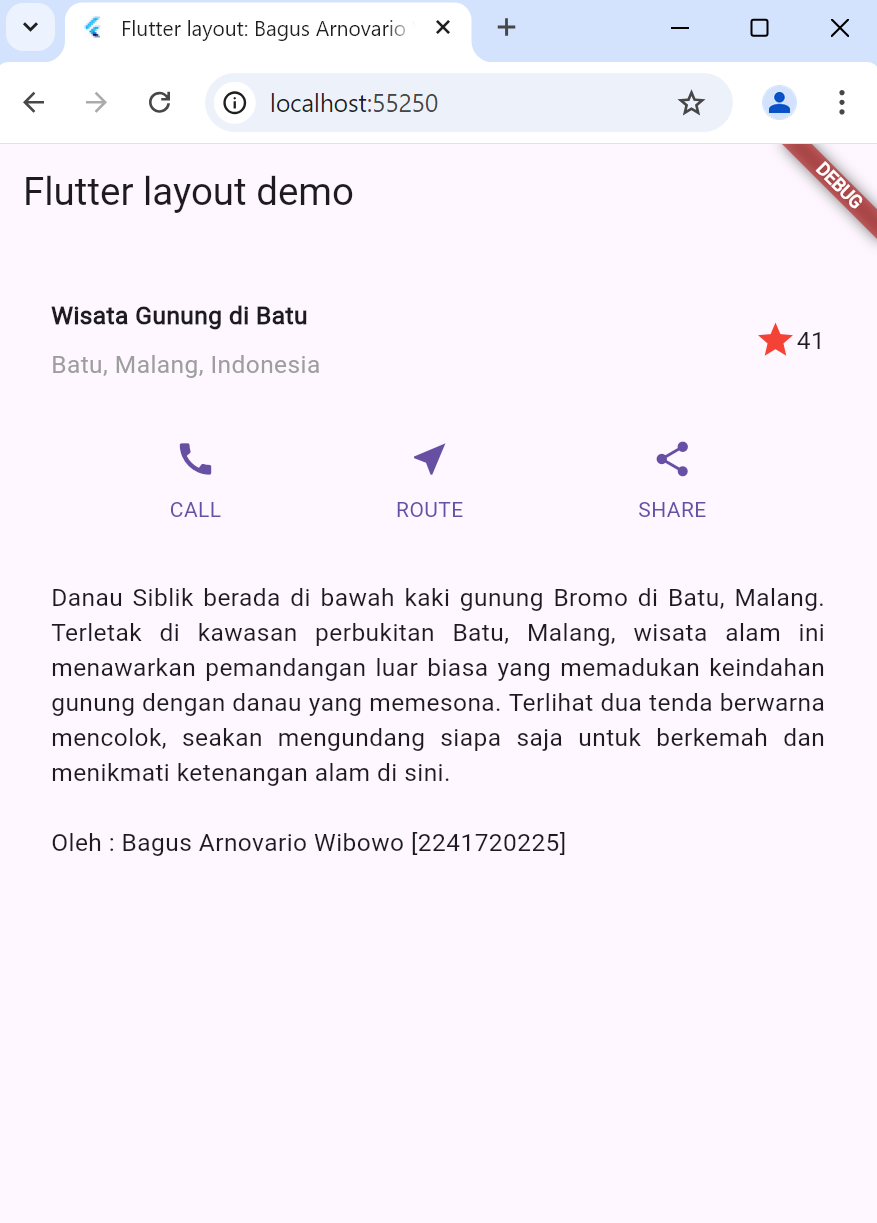 Flutter layout: Bagus Arnovario
localhost:55250
Flutter layout demo
DEBUG
Wisata Gunung di Batu
Batu, Malang, Indonesia
41
CALL ROUTE SHARE
Danau Siblik berada di bawah kaki gunung Bromo di Batu, Malang.
Terletak di kawasan perbukitan Batu, Malang, wisata alam ini
menawarkan pemandangan luar biasa yang memadukan keindahan
gunung dengan danau yang memesona. Terlihat dua tenda berwarna
mencolok, seakan mengundang siapa saja untuk berkemah dan
menikmati ketenangan alam di sini.
Oleh : Bagus Arnovario Wibowo [2241720225]